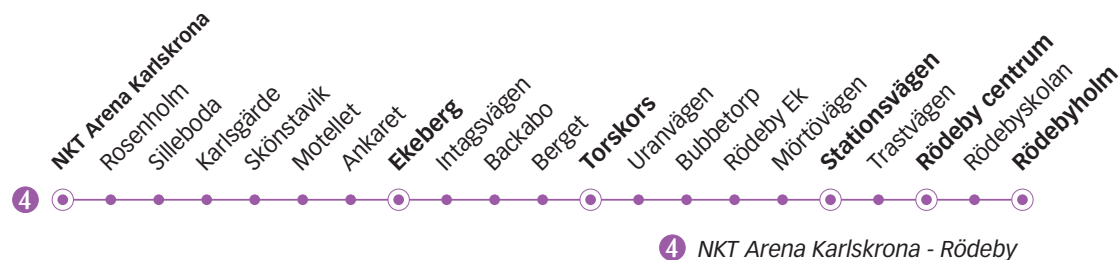 NKT Arena Karlskrona
Rosenholm
Silleboda
Karlsgärde
Skönstavik
Motellet
Ankaret
Ekeberg
Intagsvägen
Backabo
Berget
Torskors
Uranvägen
Bubbetorp
Rödeby Ek
Mörtövägen
Stationsvägen
Trastvägen
Rödeby centrum
Rödebyskolan
Rödebyholm
4
4 NKT Arena Karlskrona - Rödeby